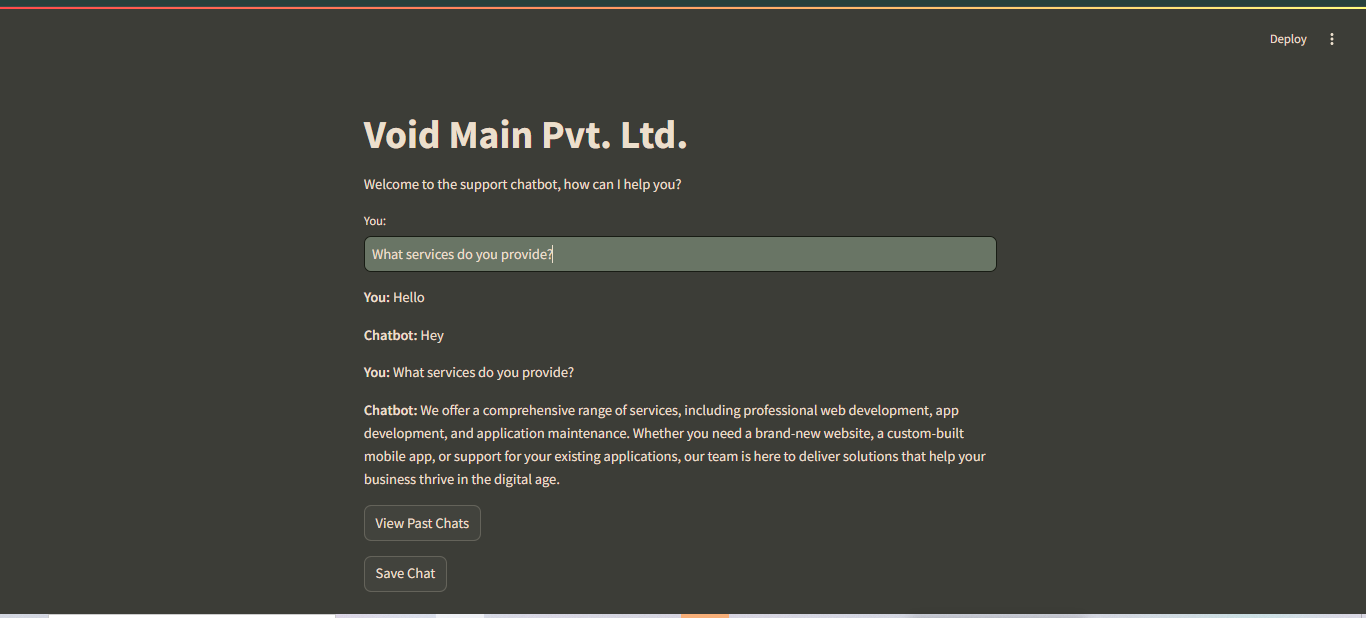 Deploy
Void Main Pvt. Ltd.
Welcome to the support chatbot, how can I help you?
You:
What services do you provide?
You: Hello
Chatbot: Hey
You: What services do you provide?
Chatbot: We offer a comprehensive range of services, including professional web development, app
development, and application maintenance. Whether you need a brand-new website, a custom-built
mobile app, or support for your existing applications, our team is here to deliver solutions that help your
business thrive in the digital age.
View Past Chats
Save Chat